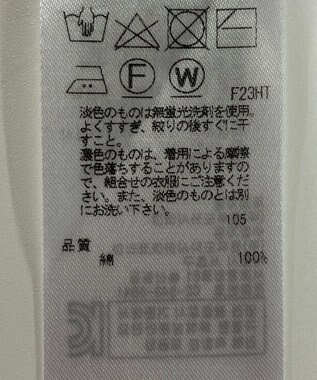 F
W
F23HT
淡色のものは無蛍光洗剤を使用。
よくすすぎ、絞りの後すぐに干
すこと。
濃色のものは、着用による摩擦
で色落ちすることがありますの
で、組合せの衣服にご注意くだ
さい。また、淡色のものとは別
にお洗い下さい。
105
品質
綿 100%